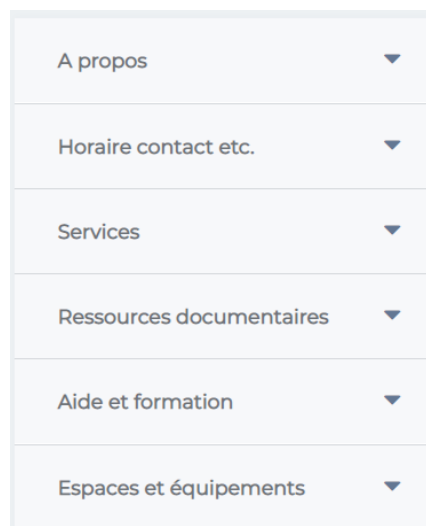 A propos
Horaire contact etc.
Services
Ressources documentaires
Aide et formation
Espaces et équipements